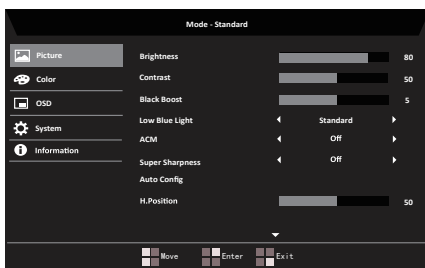 Mode - Standard
Picture
Color
OSD
System
Information
Brightness 80
Contrast 50
Black Boost 5
Low Blue Light Standard
ACM Off
Super Sharpness Off
Auto Config
H.Position 50
Move Enter Exit